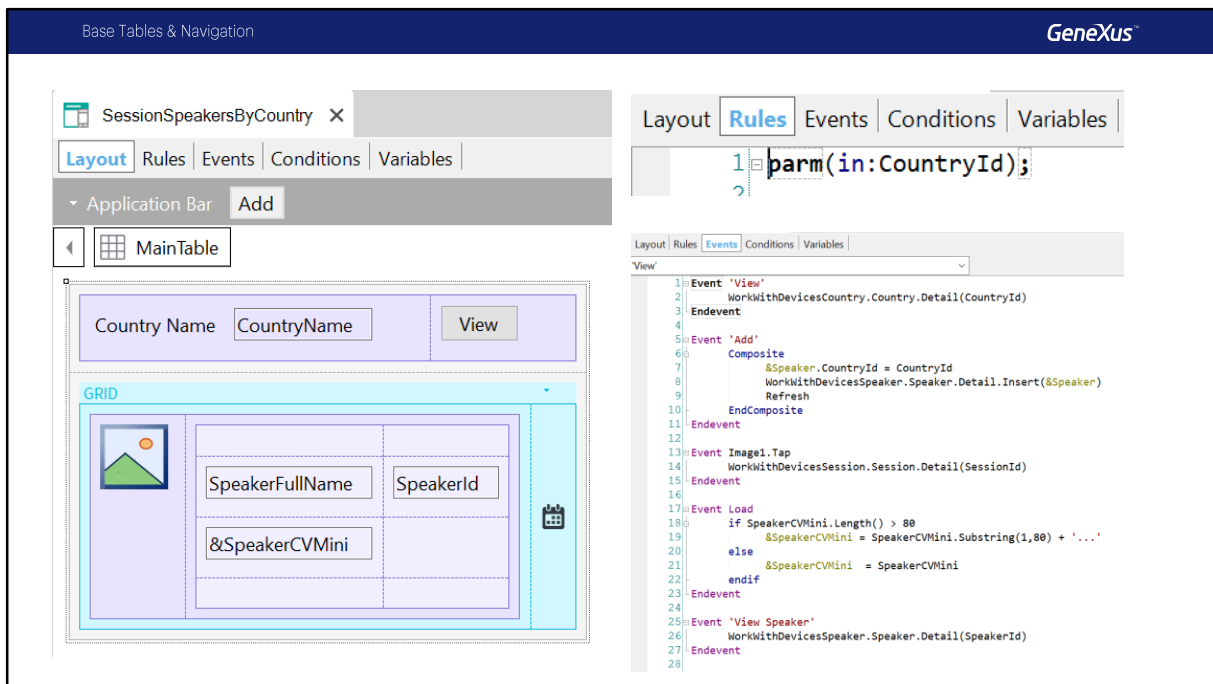 Base Tables & Navigation
GeneXus™
SessionSpeakersByCountry
Layout Rules Events Conditions Variables
Application Bar Add
MainTable
Country Name CountryName View
GRID
SpeakerFullName SpeakerId
&SpeakerCVMini
Layout Rules Events Conditions Variables
1 parm(in:CountryId);
2
Layout Rules Events Conditions Variables
'View'
1 Event 'View'
2 WorkWithDevicesCountry.Country.Detail(CountryId)
3 Endevent
4
5 Event 'Add'
6 Composite
7 &Speaker.CountryId = CountryId
8 WorkWithDevicesSpeaker.Speaker.Detail.Insert(&Speaker)
9 Refresh
10 EndComposite
11 Endevent
12
13 Event Image1.Tap
14 WorkWithDevicesSession.Session.Detail(SessionId)
15 Endevent
16
17 Event Load
18 if SpeakerCVMini.Length() > 80
19 &SpeakerCVMini = SpeakerCVMini.Substring(1,80) + '...'
20 else
21 &SpeakerCVMini = SpeakerCVMini
22 endif
23 Endevent
24
25 Event 'View Speaker'
26 WorkWithDevicesSpeaker.Speaker.Detail(SpeakerId)
27 Endevent
28